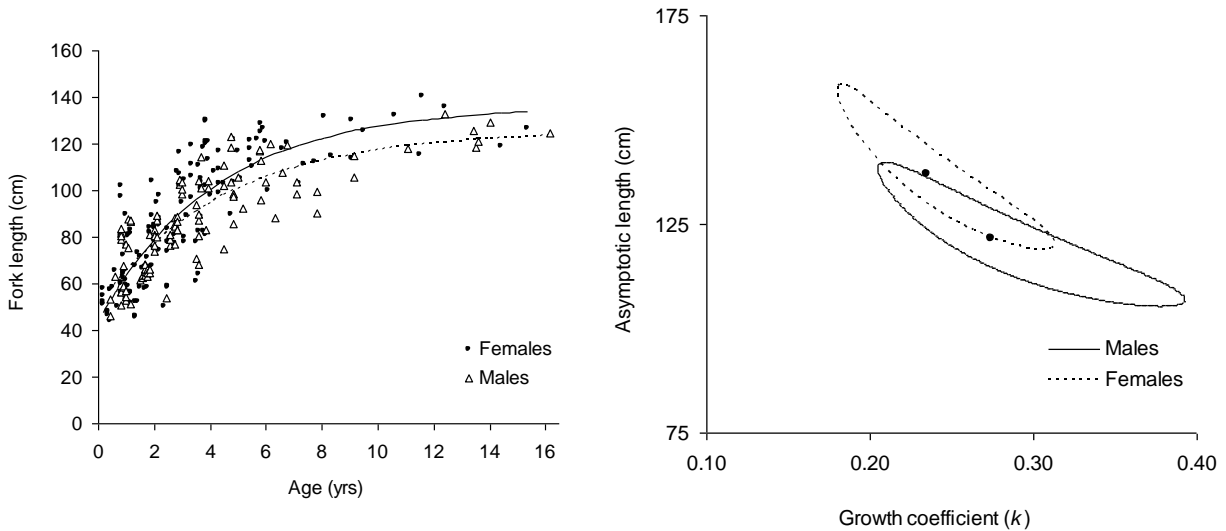 160
140
120
100
80
60
40
20
0
Fork length (cm)
Females
Males
0 2 4 6 8 10 12 14 16
Age (yrs)
175
125
75
Asymptotic length (cm)
Males
Females
0.10 0.20 0.30 0.40
Growth coefficient (k)